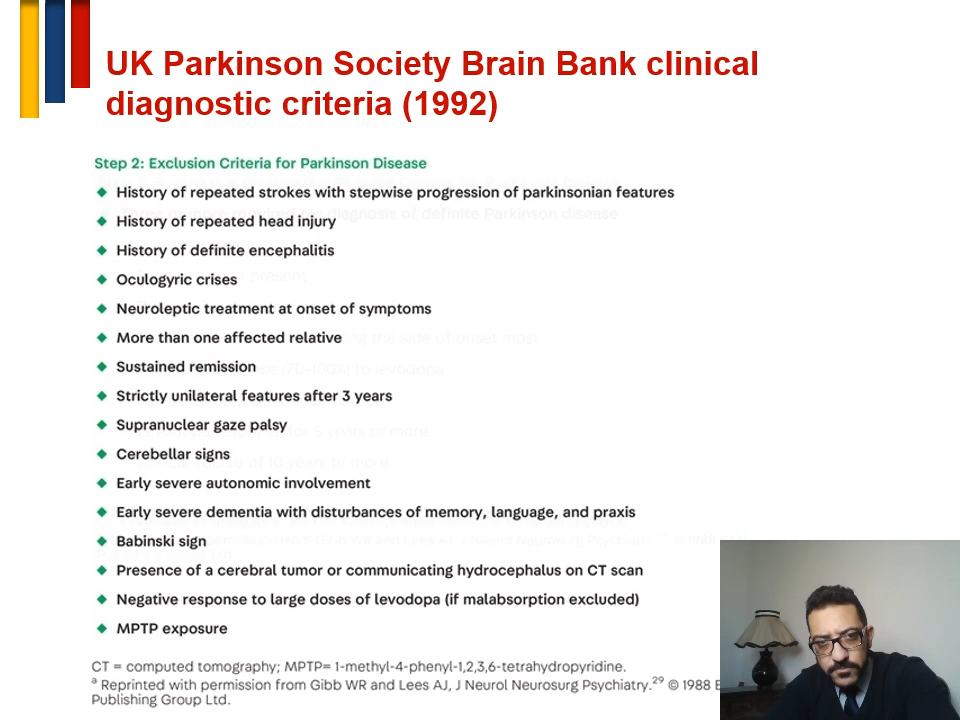 UK Parkinson Society Brain Bank clinical
diagnostic criteria (1992)
Step 2: Exclusion Criteria for Parkinson Disease
History of repeated strokes with stepwise progression of parkinsonian features
History of repeated head injury
History of definite encephalitis
Oculogyric crises
Neuroleptic treatment at onset of symptoms
More than one affected relative
Sustained remission
Strictly unilateral features after 3 years
Supranuclear gaze palsy
Cerebellar signs
Early severe autonomic involvement
Early severe dementia with disturbances of memory, language, and praxis
Babinski sign
Presence of a cerebral tumor or communicating hydrocephalus on CT scan
Negative response to large doses of levodopa (if malabsorption excluded)
MPTP exposure
CT = computed tomography; MPTP= 1-methyl-4-phenyl-1,2,3,6-tetrahydropyridine.
a Reprinted with permission from Gibb WR and Lees AJ, J Neurol Neurosurg Psychiatry.29 © 1988
Publishing Group Ltd.